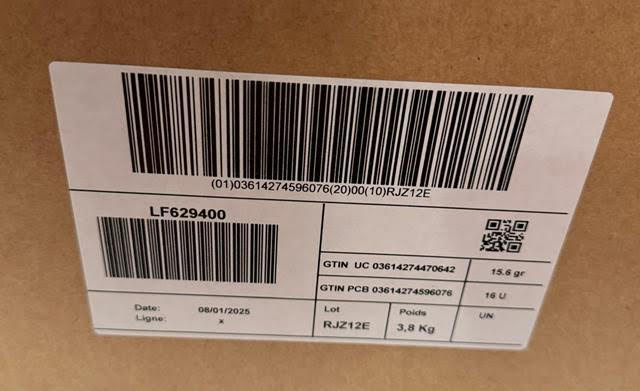 (01)03614274596076(20)00(10)RJZ12E
LF629400
GTIN UC 03614274470642 15.6 gr
GTIN PCB 03614274596076 16 U
Date: 08/01/2025
Ligne: x
Lot Poids UN
RJZ12E 3,8 Kg